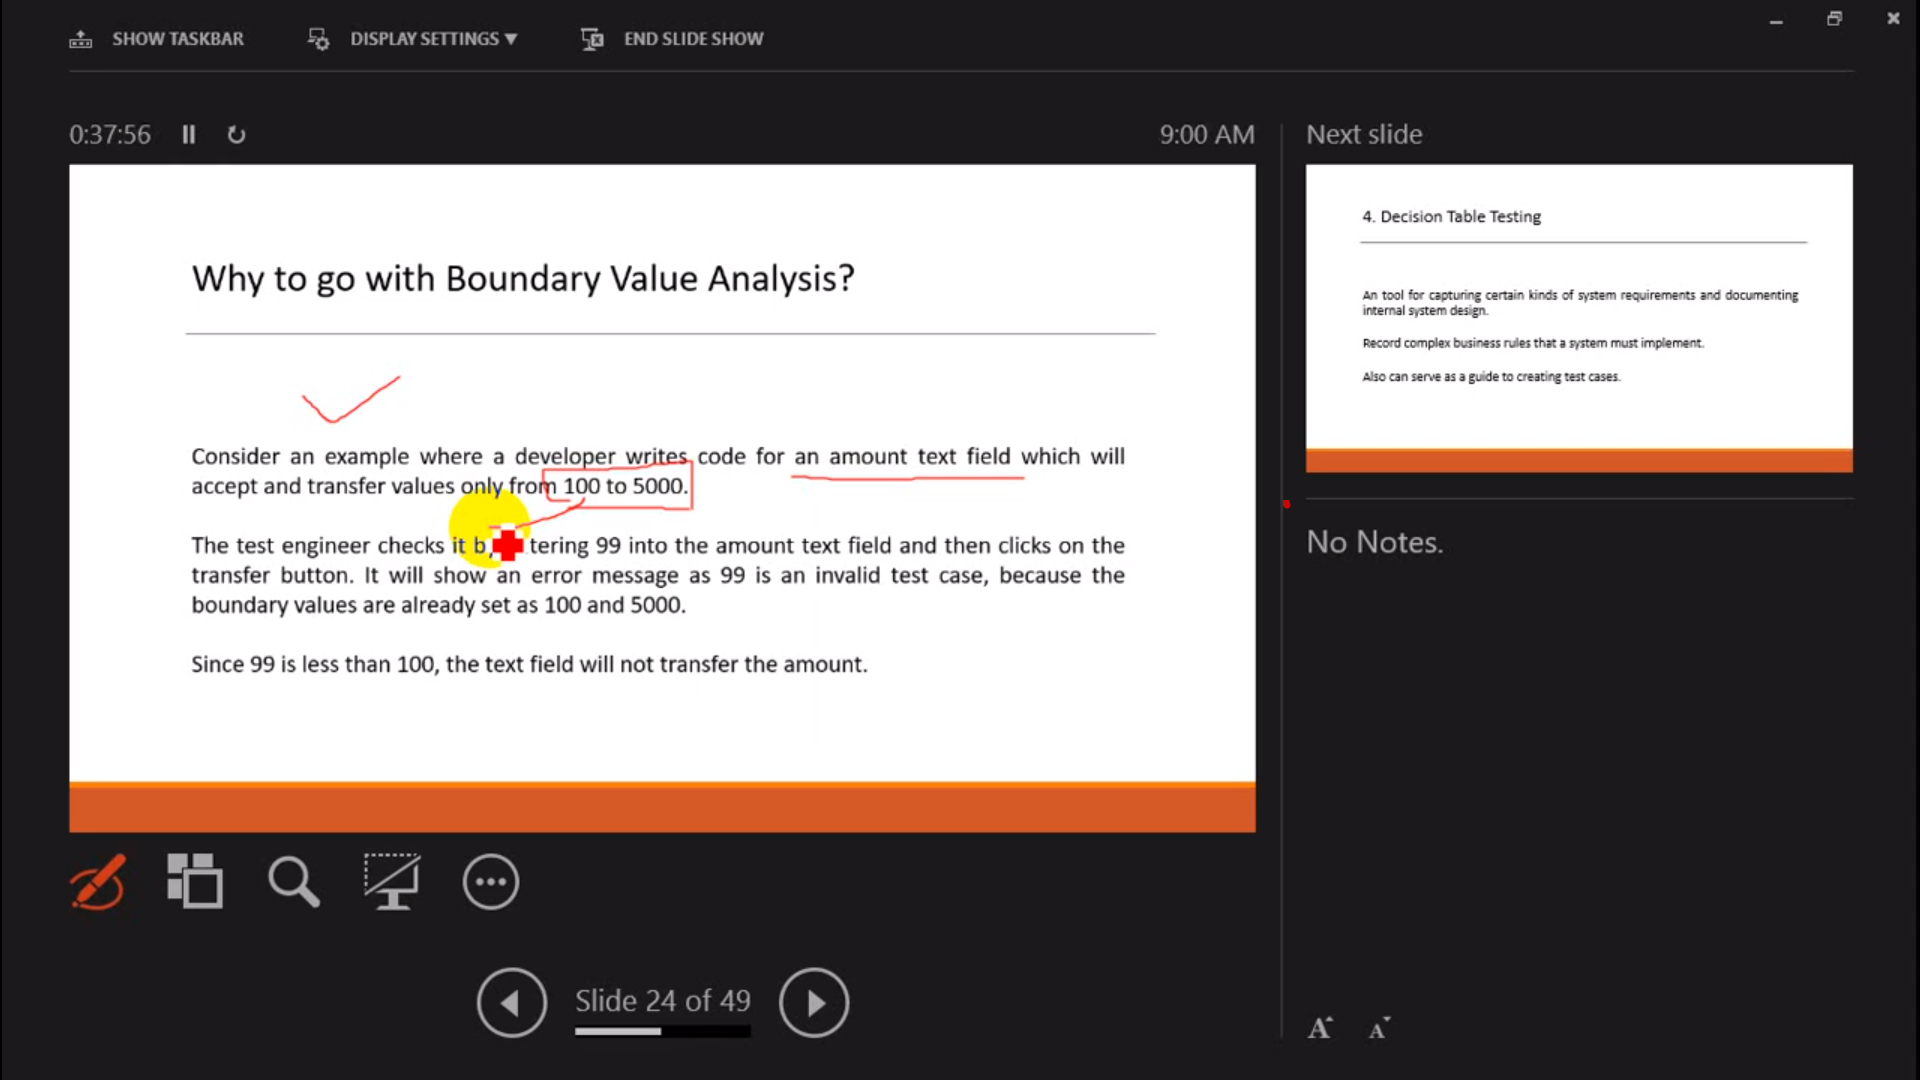 SHOW TASKBAR
DISPLAY SETTINGS ▼
END SLIDE SHOW
0:37:56
9:00 AM
Why to go with Boundary Value Analysis?
Consider an example where a developer writes code for an amount text field which will
accept and transfer values only from 100 to 5000.
The test engineer checks it b tering 99 into the amount text field and then clicks on the
transfer button. It will show an error message as 99 is an invalid test case, because the
boundary values are already set as 100 and 5000.
Since 99 is less than 100, the text field will not transfer the amount.
Slide 24 of 49
Next slide
4. Decision Table Testing
An tool for capturing certain kinds of system requirements and documenting
internal system design.
Record complex business rules that a system must implement.
Also can serve as a guide to creating test cases.
No Notes.
A A